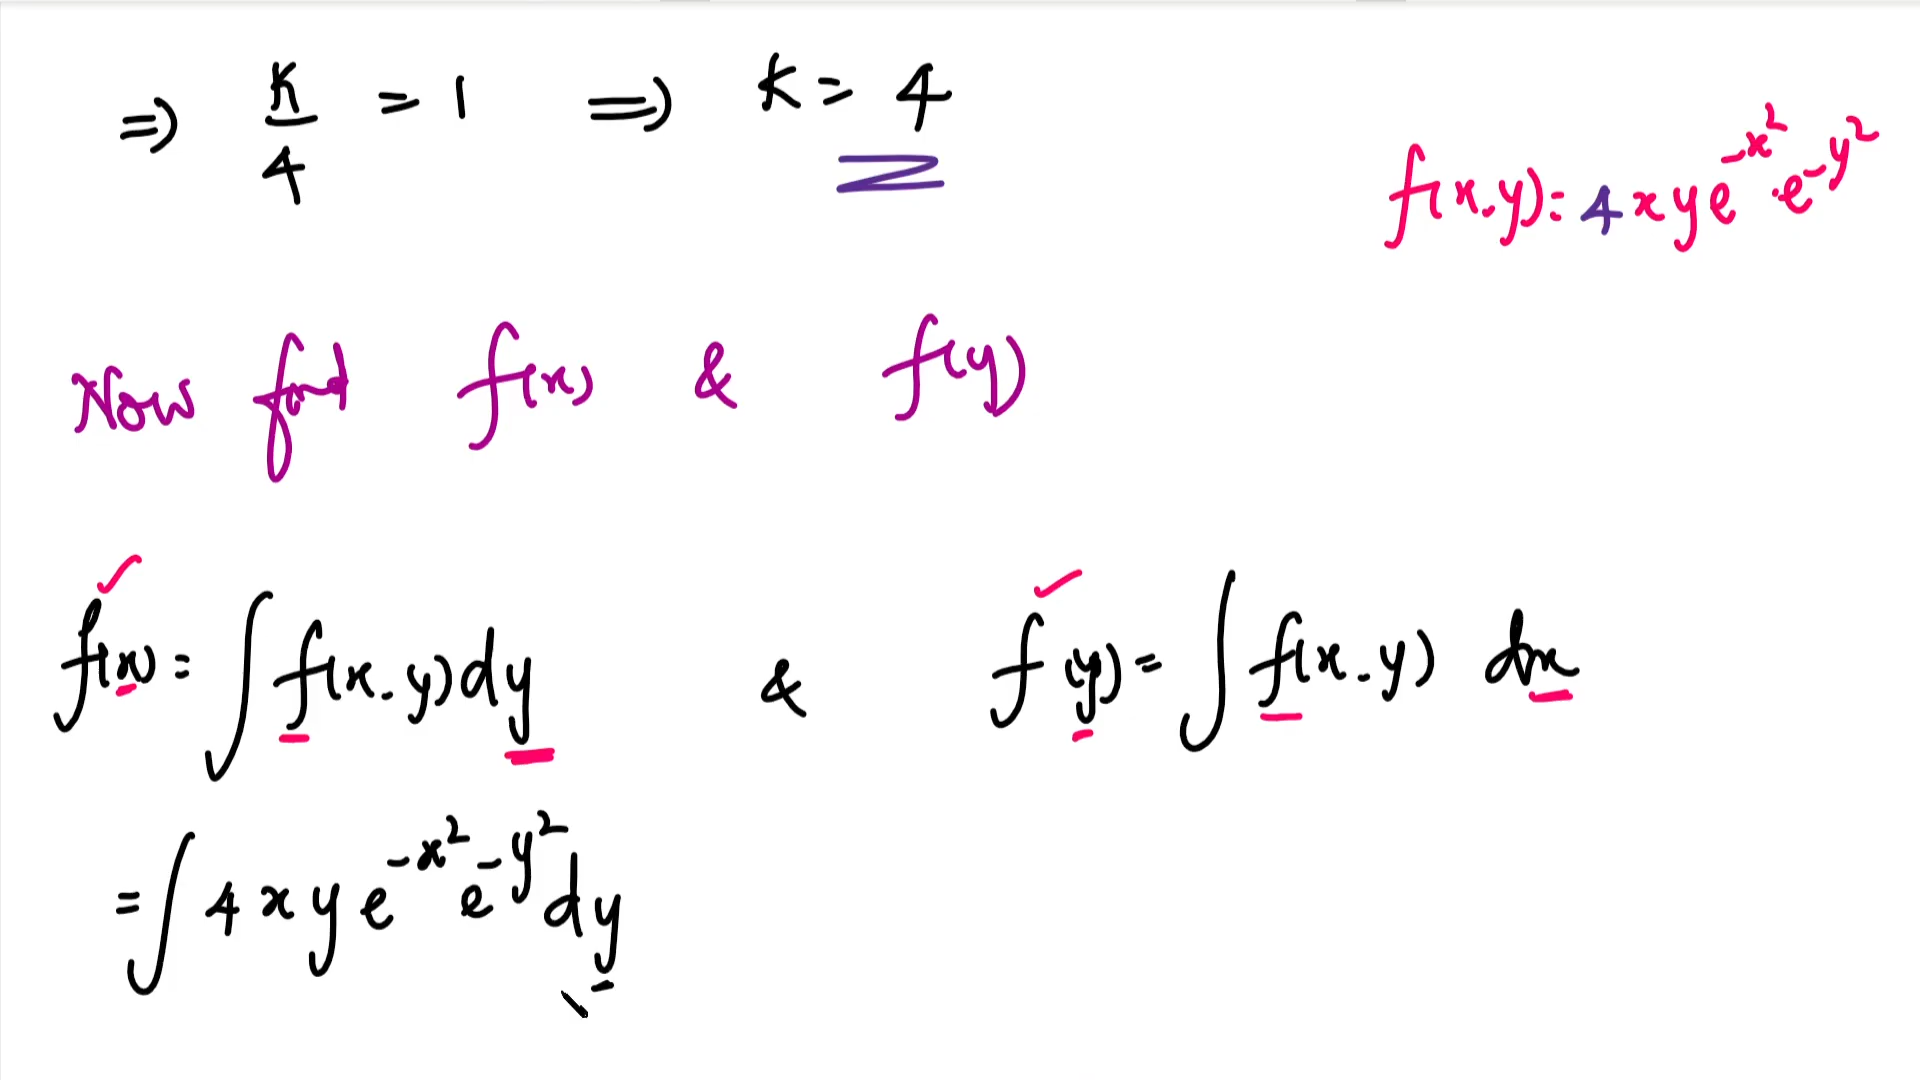 ⇒ K/4 = 1 ⇒ K = 4
f(x,y) = 4xye^{-x²}.e^{-y²}
Now find f(x) & f(y)
f(x) = ∫f(x,y)dy & f(y) = ∫f(x,y) dx
= ∫4xye^{-x²}e^{-y²}dy